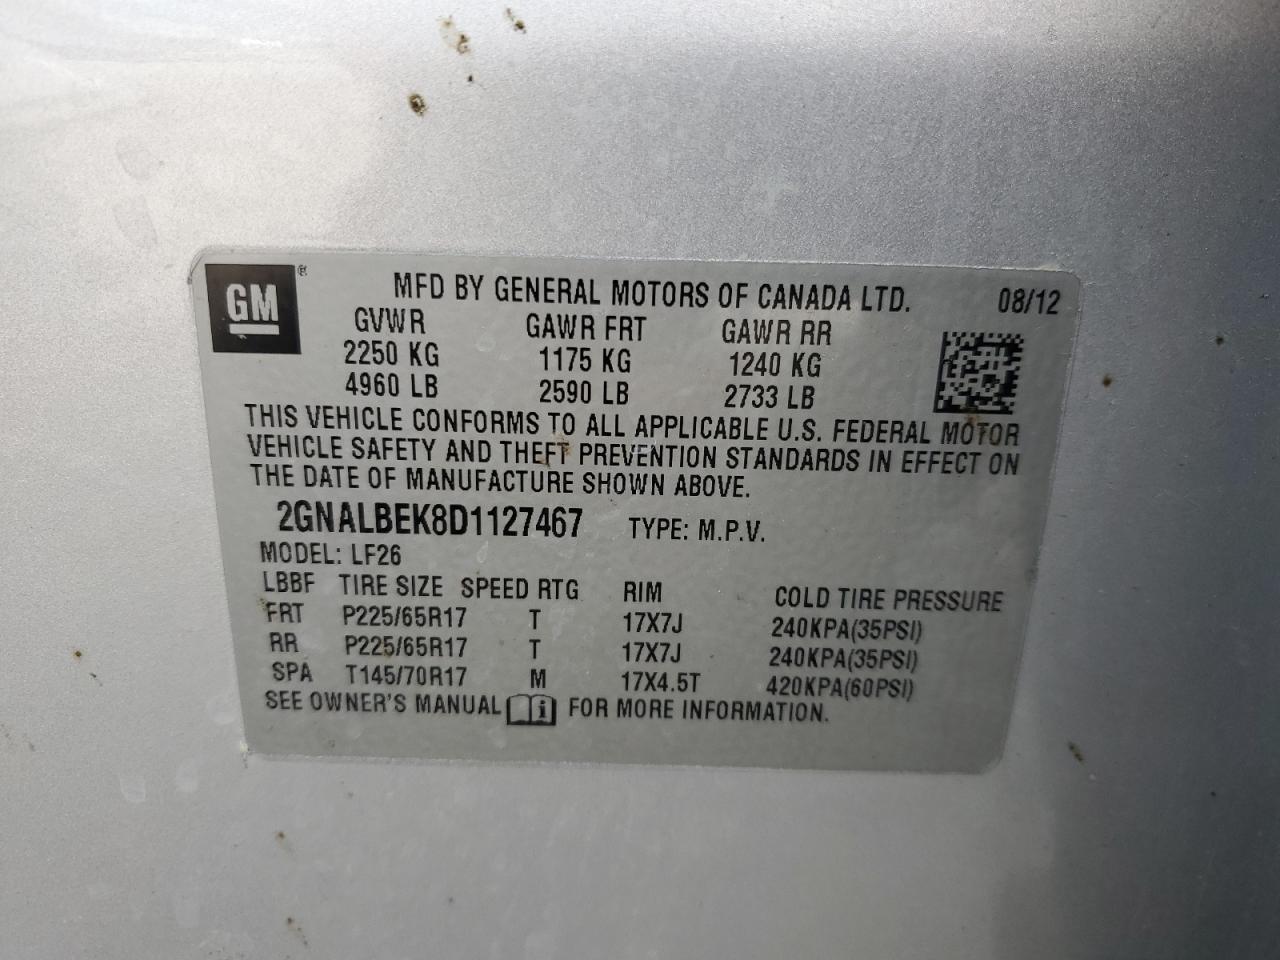 GM ® MFD BY GENERAL MOTORS OF CANADA LTD. 08/12
GVWR GAWR FRT GAWR RR
2250 KG 1175 KG 1240 KG
4960 LB 2590 LB 2733 LB
THIS VEHICLE CONFORMS TO ALL APPLICABLE U.S. FEDERAL MOTOR
VEHICLE SAFETY AND THEFT PREVENTION STANDARDS IN EFFECT ON
THE DATE OF MANUFACTURE SHOWN ABOVE.
2GNALBEK8D1127467 TYPE: M.P.V.
MODEL: LF26
LBBF TIRE SIZE SPEED RTG RIM COLD TIRE PRESSURE
FRT P225/65R17 T 17X7J 240KPA(35PSI)
RR P225/65R17 T 17X7J 240KPA(35PSI)
SPA T145/70R17 M 17X4.5T 420KPA(60PSI)
SEE OWNER'S MANUAL i FOR MORE INFORMATION.